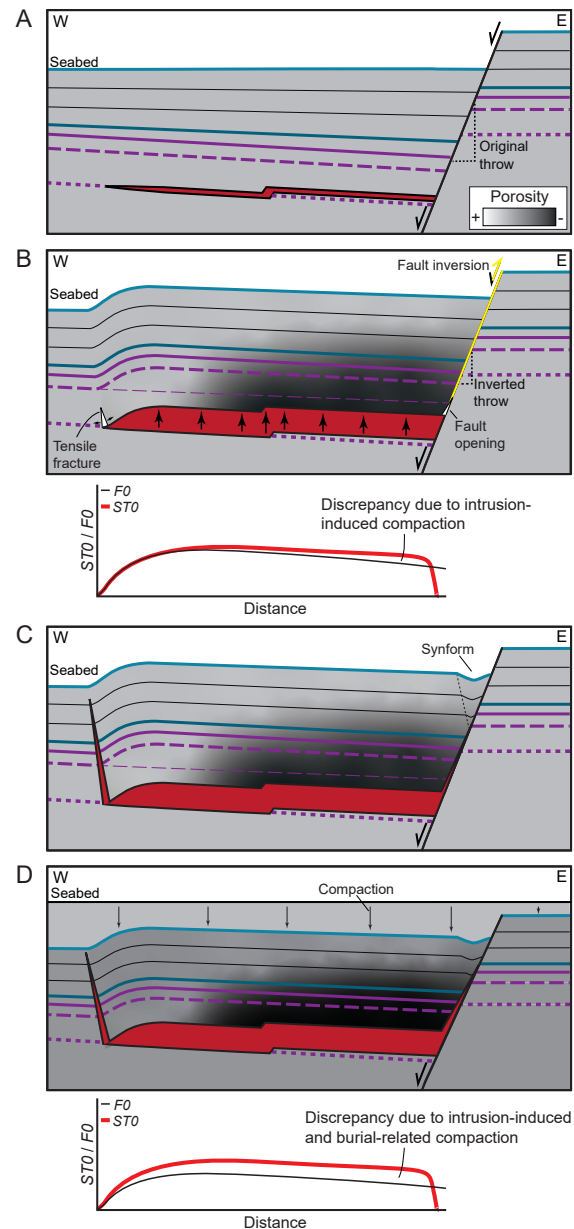 A
W
E
Seabed
Original
throw
Porosity
+
-
B
W
E
Seabed
Fault inversion
Inverted
throw
Tensile
fracture
Fault
opening
F0
ST0
ST0 / F0
Discrepancy due to intrusion-
induced compaction
Distance
C
W
E
Seabed
Synform
D
W
E
Seabed
Compaction
F0
ST0
ST0 / F0
Discrepancy due to intrusion-induced
and burial-related compaction
Distance